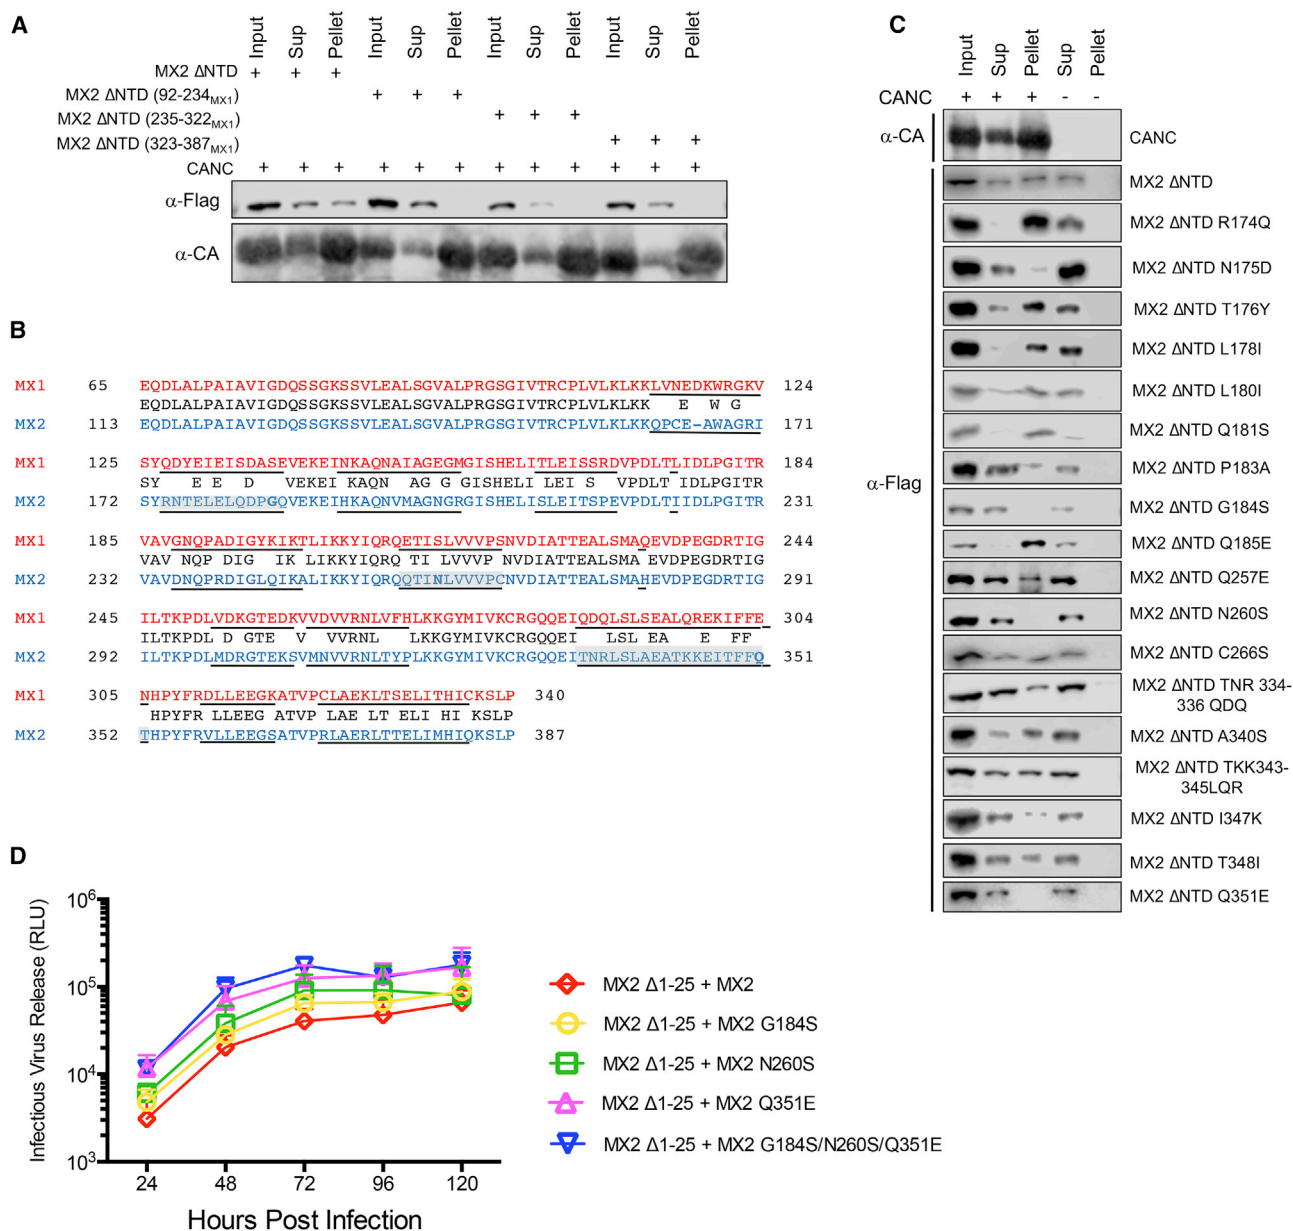 A
Input Sup Pellet Input Sup Pellet Input Sup Pellet Input Sup Pellet
MX2 ΔNTD + + +
MX2 ΔNTD (92-234MX1) + + +
MX2 ΔNTD (235-322MX1) + + +
MX2 ΔNTD (323-387MX1) + + +
CANC + + + + + + + + + + + +
α-Flag
α-CA
B
MX1 65 EQDLALPAIAVIGDQSSGKSSVLEALSGVALPRGSGIVTRCPLVLKLKKLVNEDKWRGKV 124
EQDLALPAIAVIGDQSSGKSSVLEALSGVALPRGSGIVTRCPLVLKLKK E W G
MX2 113 EQDLALPAIAVIGDQSSGKSSVLEALSGVALPRGSGIVTRCPLVLKLKKQPCE-AWAGRI 171
MX1 125 SYQDYEIEISDASEVEKEINKAQNAIAGEGMGISHELITLEISSRDVPDLTLIDLPGITR 184
SY E E D VEKEI KAQN AG G GISHELI LEI S VPDLT IDLPGITR
MX2 172 SYRNTELELQDPGQVEKEIHKAQNVMAGNGRGISHELISLEITSPEVPDLTIIDLPGITR 231
MX1 185 VAVGNQPADIGYKIKTLIKKYIQRQETISLVVVPSNVDIATTEALSMAQEVDPEGDRTIG 244
VAV NQP DIG IK LIKKYIQRQ TI LVVVP NVDIATTEALSMA EVDPEGDRTIG
MX2 232 VAVDNQPRDIGLQIKALIKKYIQRQQTINLVVVPCNVDIATTEALSMAHEVDPEGDRTIG 291
MX1 245 ILTKPDLVDKGTEDKVVDVVRNLVFHLKKGYMIVKCRGQQEIQDQLSLSEALQREKIFFE 304
ILTKPDL D GTE V VVRNL LKKGYMIVKCRGQQEI LSL EA E FF
MX2 292 ILTKPDLMDRGTEKSVMNVVRNLTYPLKKGYMIVKCRGQQEITNRLSLAEATKKEITFFQ 351
MX1 305 NHPYFRDLLEEGKATVPCLAEKLTSELITHICKSLP 340
HPYFR LLEEG ATVP LAE LT ELI HI KSLP
MX2 352 THPYFRVLLEEGSATVPRLAERLTTELIMHIQKSLP 387
C
Input Sup Pellet Sup Pellet
CANC + + + - -
α-CA
CANC
α-Flag
MX2 ΔNTD
MX2 ΔNTD R174Q
MX2 ΔNTD N175D
MX2 ΔNTD T176Y
MX2 ΔNTD L178I
MX2 ΔNTD L180I
MX2 ΔNTD Q181S
MX2 ΔNTD P183A
MX2 ΔNTD G184S
MX2 ΔNTD Q185E
MX2 ΔNTD Q257E
MX2 ΔNTD N260S
MX2 ΔNTD C266S
MX2 ΔNTD TNR 334-
336 QDQ
MX2 ΔNTD A340S
MX2 ΔNTD TKK343-
345LQR
MX2 ΔNTD I347K
MX2 ΔNTD T348I
MX2 ΔNTD Q351E
D
Infectious Virus Release (RLU)
10^6
10^5
10^4
10^3
24 48 72 96 120
Hours Post Infection
MX2 Δ1-25 + MX2
MX2 Δ1-25 + MX2 G184S
MX2 Δ1-25 + MX2 N260S
MX2 Δ1-25 + MX2 Q351E
MX2 Δ1-25 + MX2 G184S/N260S/Q351E